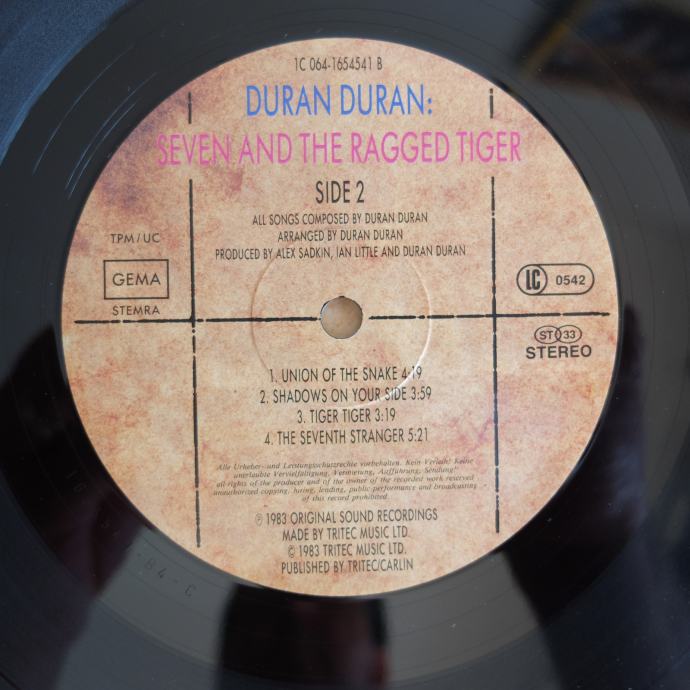 1C 064-1654541 B
DURAN DURAN:
SEVEN AND THE RAGGED TIGER
SIDE 2
ALL SONGS COMPOSED BY DURAN DURAN
ARRANGED BY DURAN DURAN
PRODUCED BY ALEX SADKIN, IAN LITTLE AND DURAN DURAN
TPM/UC
GEMA
STEMRA
LC 0542
ST 33
STEREO
1. UNION OF THE SNAKE 4:19
2. SHADOWS ON YOUR SIDE 3:59
3. TIGER TIGER 3:19
4. THE SEVENTH STRANGER 5:21
Alle Urheber- und Leistungsschutzrechte vorbehalten. Kein Verleih! Keine
unerlaubte Vervielfältigung, Vermietung, Aufführung, Sendung!
all-rights of the producer and of the owner of the recorded work reserved
unauthorized copying, hiring, lending, public performance and broadcasting
of this record prohibited.
℗ 1983 ORIGINAL SOUND RECORDINGS
MADE BY TRITEC MUSIC LTD.
© 1983 TRITEC MUSIC LTD.
PUBLISHED BY TRITEC/CARLIN